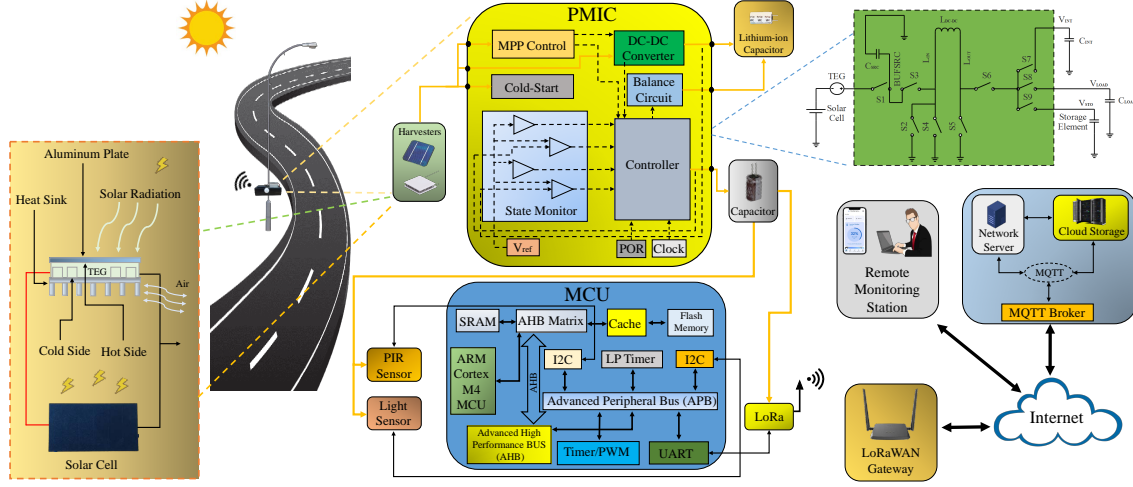 Aluminum Plate
Heat Sink
Solar Radiation
TEG
Air
Cold Side
Hot Side
Solar Cell
Harvesters
PMIC
MPP Control
DC-DC
Converter
Cold-Start
Balance
Circuit
State Monitor
Controller
Vref
POR
Clock
Lithium-ion
Capacitor
Capacitor
TEG
Solar
Cell
CSRC
BUFSRC
S1
S2
S3
S4
S5
S6
S7
S8
S9
LDCDC
LIN
LOUT
VINT
CINT
VLOAD
CLOA
VSTO
Storage
Element
MCU
SRAM
AHB Matrix
Cache
Flash
Memory
ARM
Cortex
M4
MCU
AHB
I2C
LP Timer
I2C
Advanced Peripheral Bus (APB)
Advanced High
Performance BUS
(AHB)
Timer/PWM
UART
PIR
Sensor
Light
Sensor
LoRa
Remote
Monitoring
Station
Network
Server
Cloud Storage
MQTT
MQTT Broker
Internet
LoRaWAN
Gateway